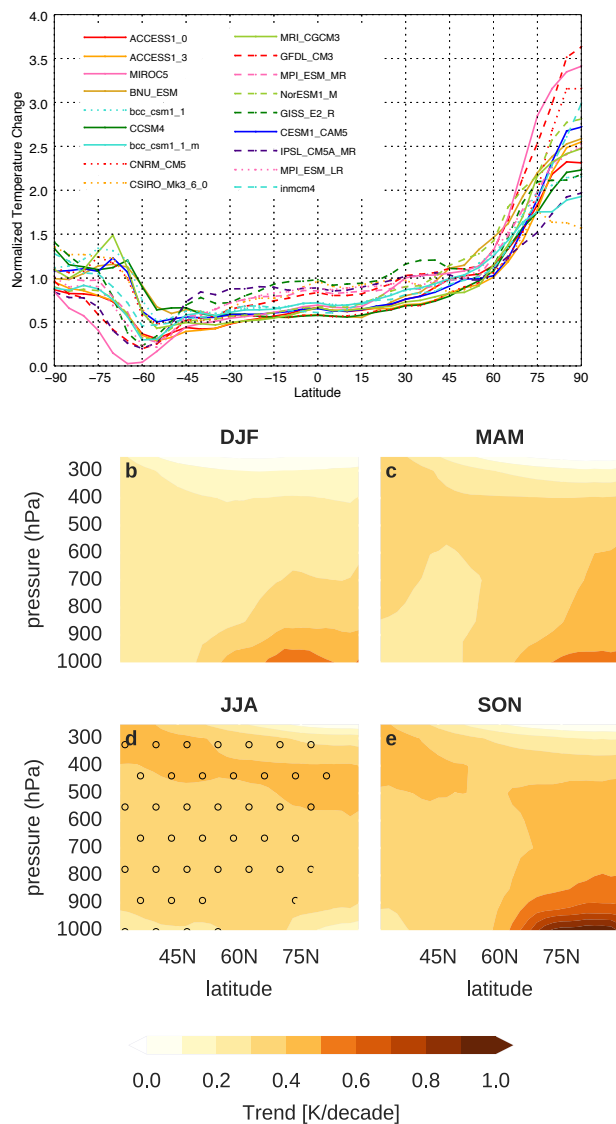 4.0
3.5
3.0
2.5
2.0
1.5
1.0
0.5
0.0
Normalized Temperature Change
ACCESS1_0
ACCESS1_3
MIROC5
BNU_ESM
bcc_csm1_1
CCSM4
bcc_csm1_1_m
CNRM_CM5
CSIRO_Mk3_6_0
MRI_CGCM3
GFDL_CM3
MPI_ESM_MR
NorESM1_M
GISS_E2_R
CESM1_CAM5
IPSL_CM5A_MR
MPI_ESM_LR
inmcm4
−90 −75 −60 −45 −30 −15 0 15 30 45 60 75 90
Latitude
DJF MAM
b c
300
400
500
600
700
800
900
1000
pressure (hPa)
JJA SON
d e
300
400
500
600
700
800
900
1000
pressure (hPa)
45N 60N 75N 45N 60N 75N
latitude latitude
0.0 0.2 0.4 0.6 0.8 1.0
Trend [K/decade]